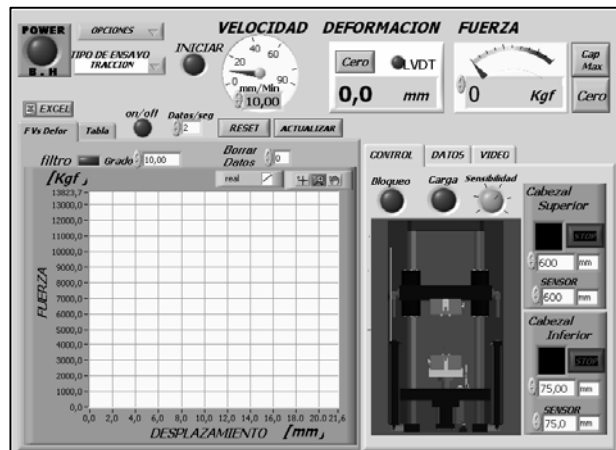 POWER
B.H
OPCIONES
TIPO DE ENSAYO
TRACCION
INICIAR
VELOCIDAD
0 20 40 60 90
mm/Min
10,00
DEFORMACION
Cero
LVDT
0,0 mm
FUERZA
0 Kgf
Cap
Max
Cero
EXCEL
on/off
Datos/seg
2
RESET
ACTUALIZAR
F Vs Defor
Tabla
filtro
Grado
10,00
Borrar
Datos
0
[Kgf]
real
13823,7
13000,0
12000,0
11000,0
10000,0
9000,0
8000,0
7000,0
6000,0
5000,0
4000,0
3000,0
2000,0
1000,0
0,0
FUERZA
0,0 2,0 4,0 6,0 8,0 10,0 12,0 14,0 16,0 18,0 20,0 21,6
DESPLAZAMIENTO [mm]
CONTROL
DATOS
VIDEO
Bloqueo
Carga
Sensibilidad
Cabezal
Superior
STOP
600 mm
SENSOR
600 mm
Cabezal
Inferior
STOP
75,00 mm
SENSOR
75,0 mm